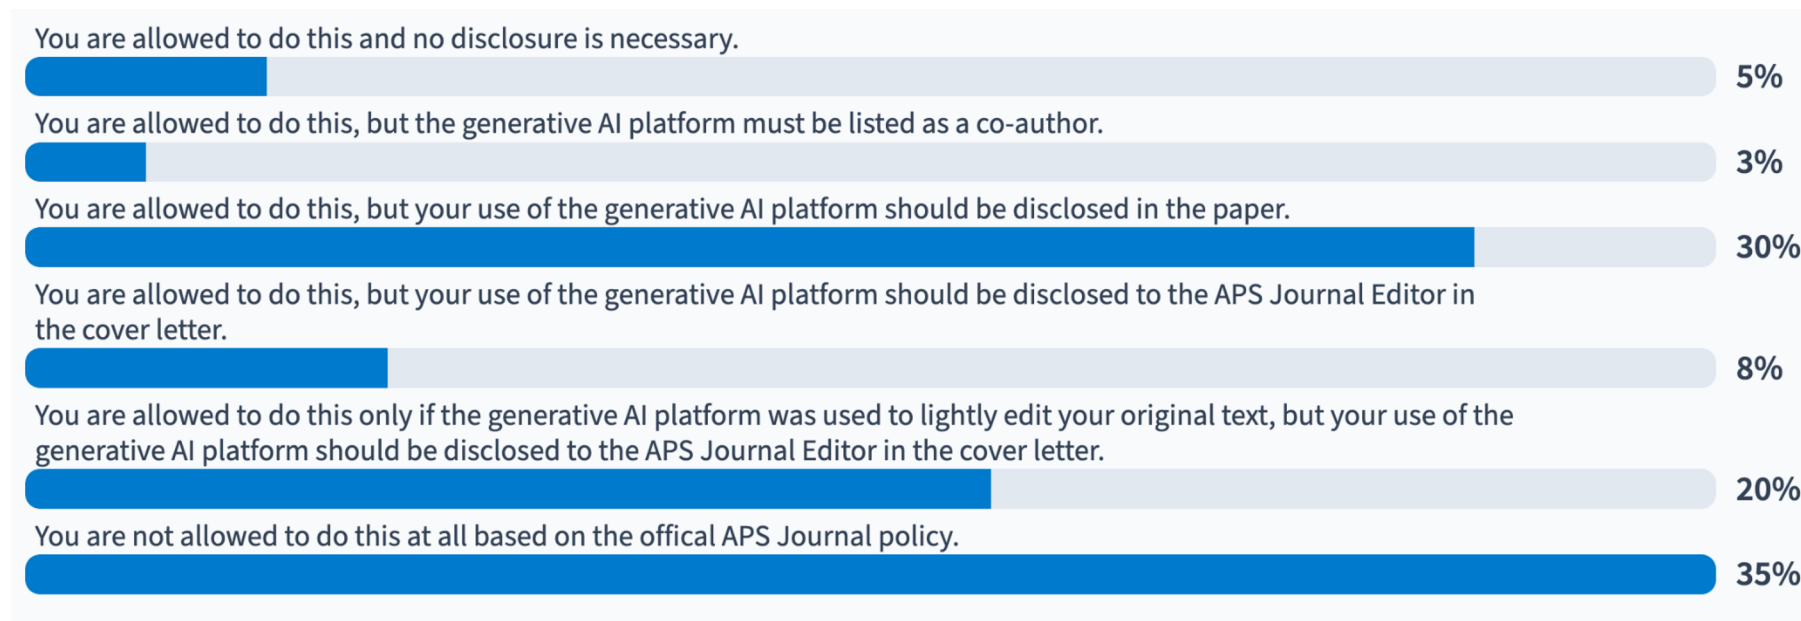 You are allowed to do this and no disclosure is necessary.
5%
You are allowed to do this, but the generative AI platform must be listed as a co-author.
3%
You are allowed to do this, but your use of the generative AI platform should be disclosed in the paper.
30%
You are allowed to do this, but your use of the generative AI platform should be disclosed to the APS Journal Editor in
the cover letter.
8%
You are allowed to do this only if the generative AI platform was used to lightly edit your original text, but your use of the
generative AI platform should be disclosed to the APS Journal Editor in the cover letter.
20%
You are not allowed to do this at all based on the offical APS Journal policy.
35%